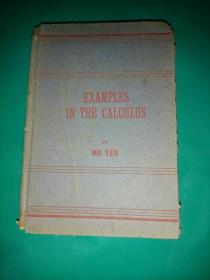 EXAMPLES
IN THE CALCULUS
BY
MO YEH